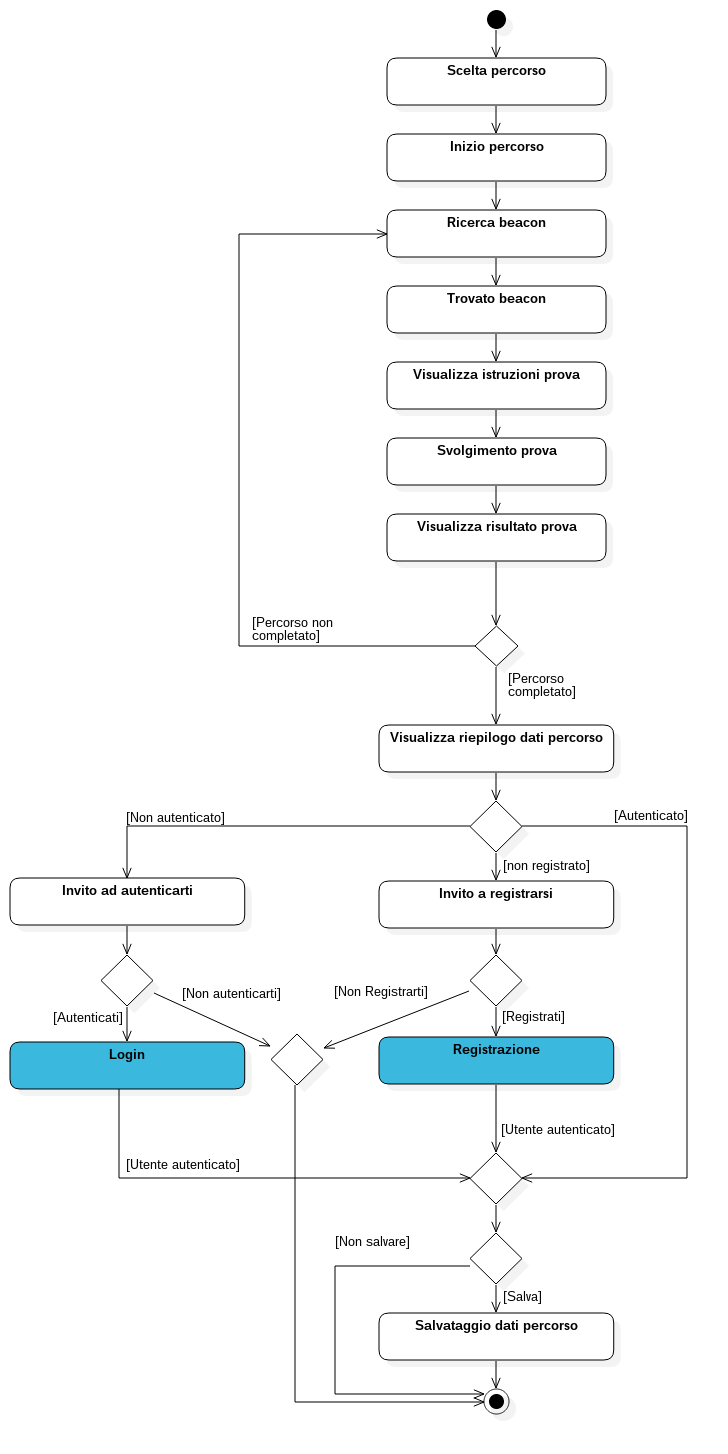 Scelta percorso
Inizio percorso
Ricerca beacon
Trovato beacon
Visualizza istruzioni prova
Svolgimento prova
Visualizza risultato prova
[Percorso non
completato]
[Percorso
completato]
Visualizza riepilogo dati percorso
[Non autenticato]
[Autenticato]
[non registrato]
Invito ad autenticarti
Invito a registrarsi
[Non autenticarti]
[Non Registrarti]
[Autenticati]
[Registrati]
Login
Registrazione
[Utente autenticato]
[Utente autenticato]
[Non salvare]
[Salva]
Salvataggio dati percorso